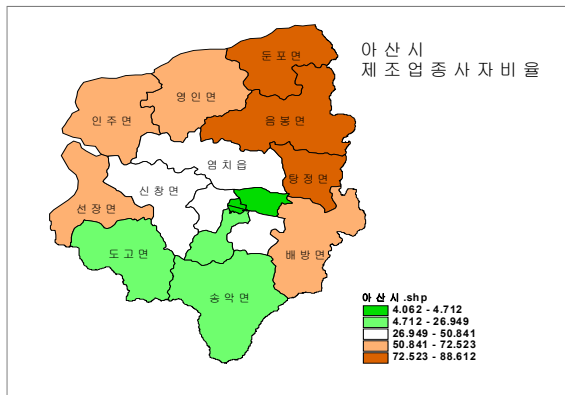 아산시
제조업종사자비율
둔포면
영인면
인주면
음봉면
영치읍
탕정면
신창면
선장면
도고면
배방면
송악면
아산시.shp
4.062 - 4.712
4.712 - 26.949
26.949 - 50.841
50.841 - 72.523
72.523 - 88.612